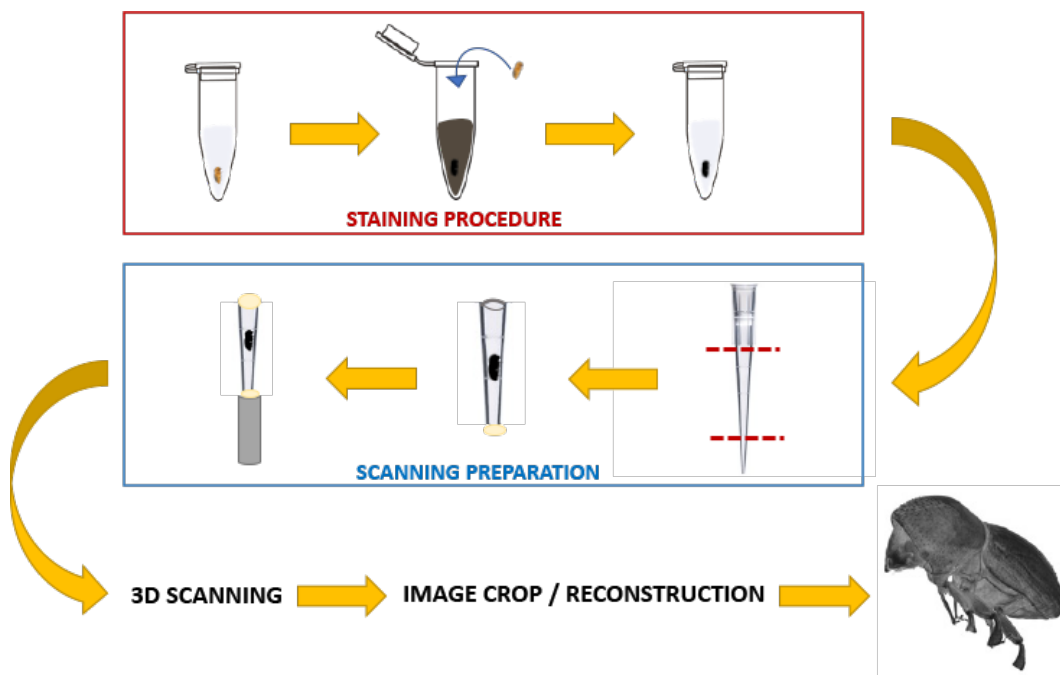 STAINING PROCEDURE
SCANNING PREPARATION
3D SCANNING
IMAGE CROP / RECONSTRUCTION